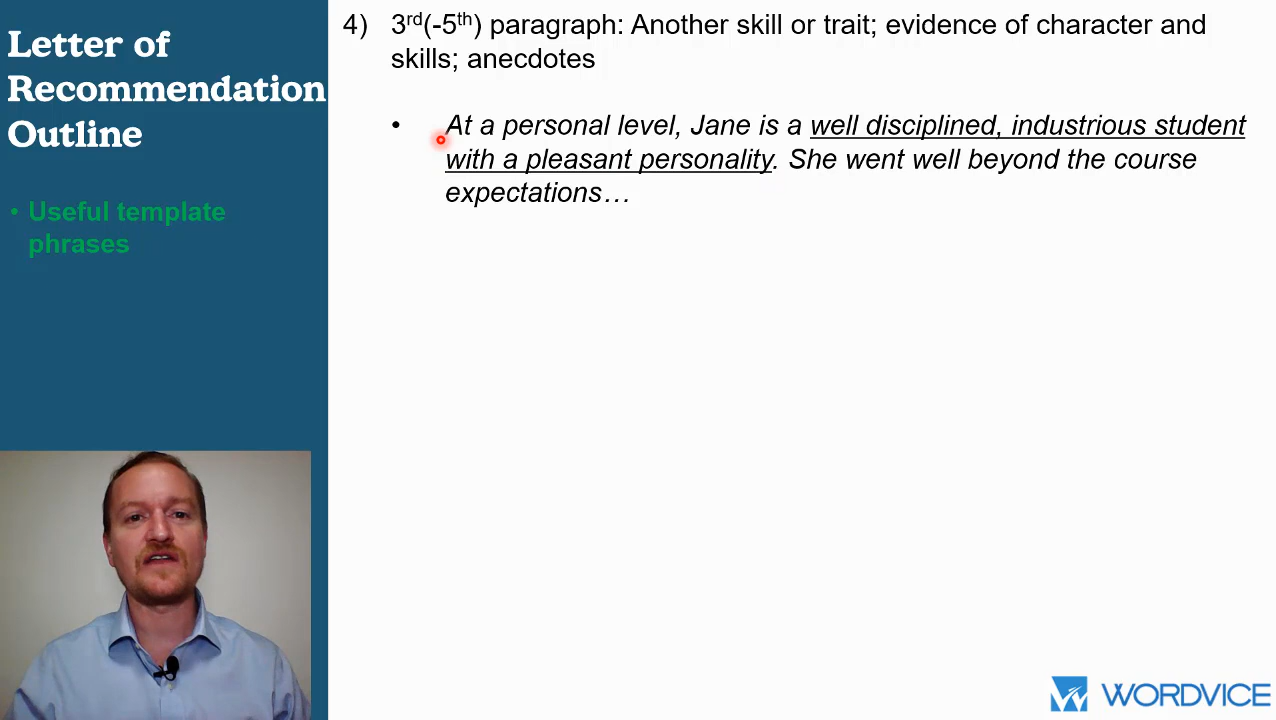 Letter of
Recommendation
Outline
• Useful template
phrases
4) 3rd(-5th) paragraph: Another skill or trait; evidence of character and
skills; anecdotes
• At a personal level, Jane is a well disciplined, industrious student
with a pleasant personality. She went well beyond the course
expectations…
WORDVICE